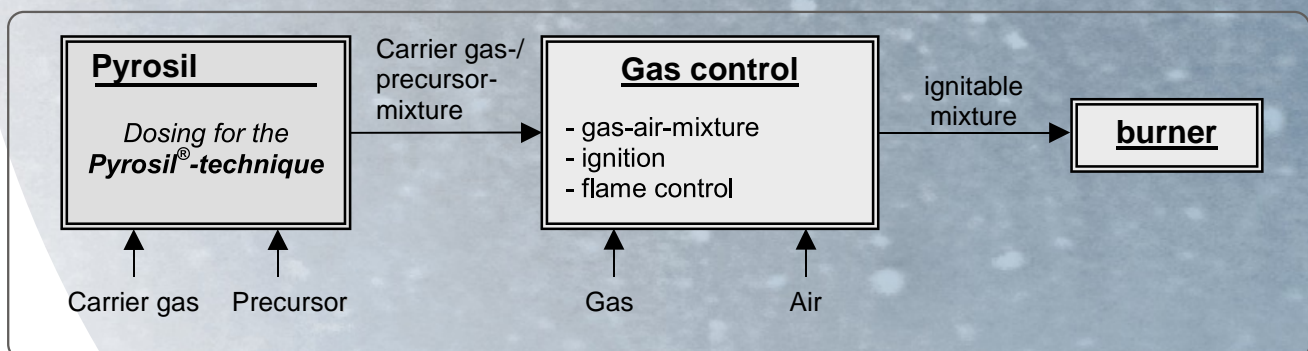 Pyrosil
Dosing for the
Pyrosil®-technique
Carrier gas-/
precursor-
mixture
Gas control
- gas-air-mixture
- ignition
- flame control
ignitable
mixture
burner
Carrier gas
Precursor
Gas
Air